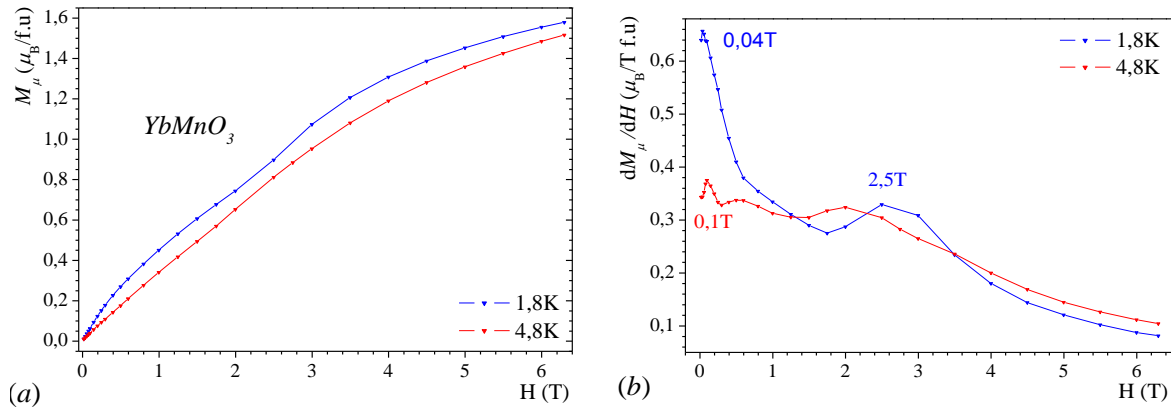 1,6
1,4
1,2
1,0
0,8
0,6
0,4
0,2
0,0
M_μ (μ_B/f.u)
YbMnO₃
1,8K
4,8K
0 1 2 3 4 5 6
H (T)
(a)
0,6
0,5
0,4
0,3
0,2
0,1
dM_μ/dH (μ_B/T f.u)
0,04T
1,8K
4,8K
2,5T
0,1T
0 1 2 3 4 5 6
H (T)
(b)